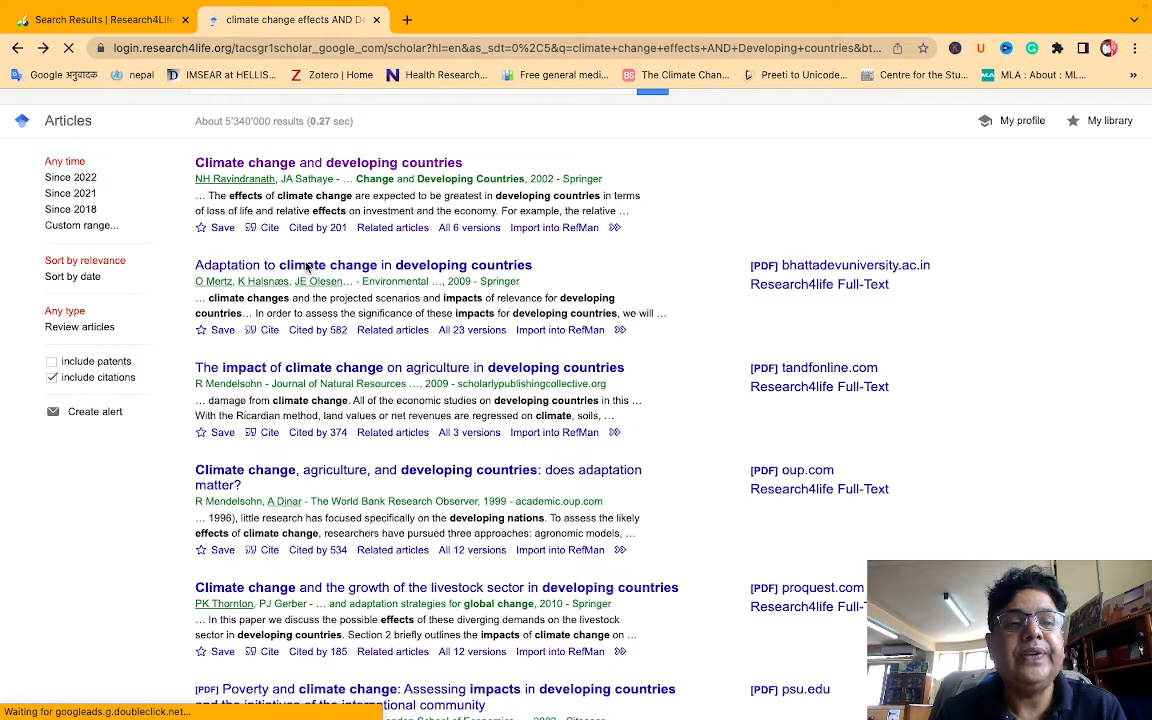 Search Results | Research4Life
climate change effects AND De
login.research4life.org/tacsgr1scholar_google_com/scholar?hl=en&as_sdt=0%2C5&q=climate+change+effects+AND+Developing+countries&bt...
Google अनुवादक
nepal
IMSEAR at HELLIS...
Zotero | Home
Health Research...
Free general medi...
The Climate Chan...
Preeti to Unicode...
Centre for the Stu...
MLA : About : ML...
Articles
About 5'340'000 results (0.27 sec)
My profile
My library
Any time
Since 2022
Since 2021
Since 2018
Custom range...
Sort by relevance
Sort by date
Any type
Review articles
include patents
include citations
Create alert
Climate change and developing countries
NH Ravindranath, JA Sathaye - … Change and Developing Countries, 2002 - Springer
… The effects of climate change are expected to be greatest in developing countries in terms
of loss of life and relative effects on investment and the economy. For example, the relative …
Save Cite Cited by 201 Related articles All 6 versions Import into RefMan
Adaptation to climate change in developing countries
O Mertz, K Halsnæs, JE Olesen… - Environmental …, 2009 - Springer
… climate changes and the projected scenarios and impacts of relevance for developing
countries… In order to assess the significance of these impacts for developing countries, we will …
Save Cite Cited by 582 Related articles All 23 versions Import into RefMan
[PDF] bhattadevuniversity.ac.in
Research4life Full-Text
The impact of climate change on agriculture in developing countries
R Mendelsohn - Journal of Natural Resources …, 2009 - scholarlypublishingcollective.org
… damage from climate change. All of the economic studies on developing countries in this …
With the Ricardian method, land values or net revenues are regressed on climate, soils, …
Save Cite Cited by 374 Related articles All 3 versions Import into RefMan
[PDF] tandfonline.com
Research4life Full-Text
Climate change, agriculture, and developing countries: does adaptation
matter?
R Mendelsohn, A Dinar - The World Bank Research Observer, 1999 - academic.oup.com
… 1996), little research has focused specifically on the developing nations. To assess the likely
effects of climate change, researchers have pursued three approaches: agronomic models, …
Save Cite Cited by 534 Related articles All 12 versions Import into RefMan
[PDF] oup.com
Research4life Full-Text
Climate change and the growth of the livestock sector in developing countries
PK Thornton, PJ Gerber - … and adaptation strategies for global change, 2010 - Springer
… In this paper we discuss the possible effects of these diverging demands on the livestock
sector in developing countries. Section 2 briefly outlines the impacts of climate change on …
Save Cite Cited by 185 Related articles All 12 versions Import into RefMan
[PDF] proquest.com
Research4life Full-
[PDF] Poverty and climate change: Assessing impacts in developing countries
and the initiatives of the international community
[PDF] psu.edu
Waiting for googleads.g.doubleclick.net...